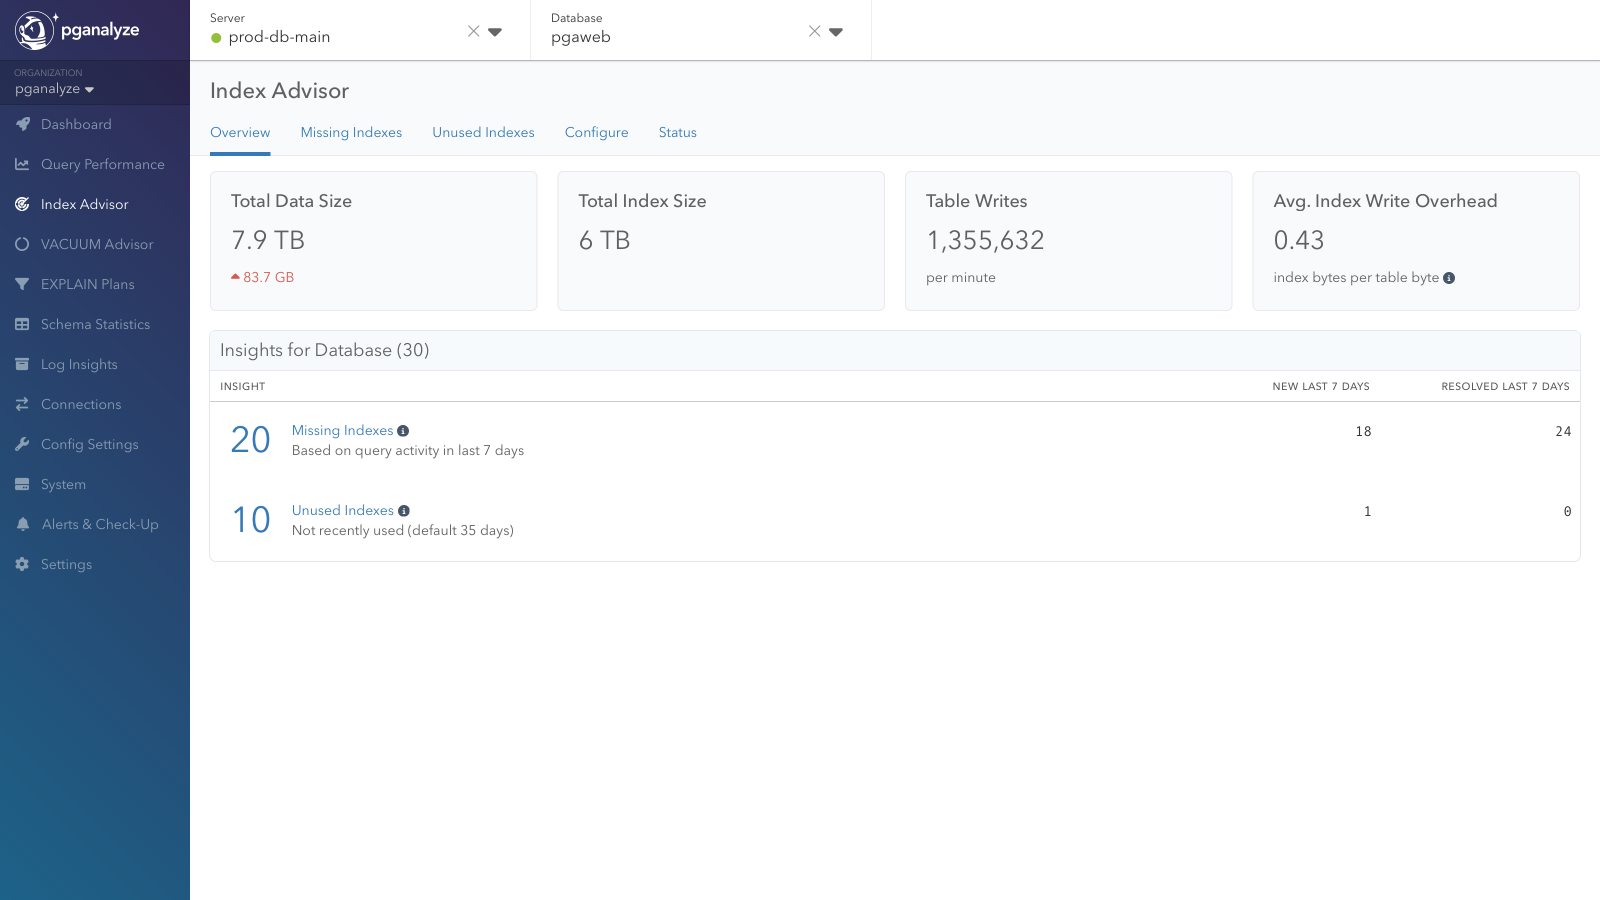 pganalyze
ORGANIZATION
pganalyze
Dashboard
Query Performance
Index Advisor
VACUUM Advisor
EXPLAIN Plans
Schema Statistics
Log Insights
Connections
Config Settings
System
Alerts & Check-Up
Settings
Server
prod-db-main
Database
pgaweb
Index Advisor
Overview Missing Indexes Unused Indexes Configure Status
Total Data Size
7.9 TB
83.7 GB
Total Index Size
6 TB
Table Writes
1,355,632
per minute
Avg. Index Write Overhead
0.43
index bytes per table byte
Insights for Database (30)
INSIGHT NEW LAST 7 DAYS RESOLVED LAST 7 DAYS
20 Missing Indexes 18 24
Based on query activity in last 7 days
10 Unused Indexes 1 0
Not recently used (default 35 days)